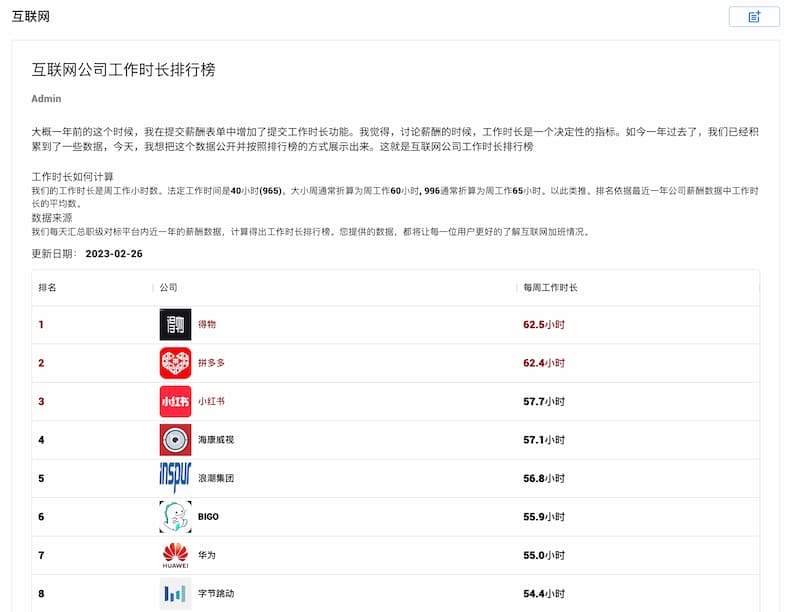 互联网
互联网公司工作时长排行榜
Admin
大概一年前的这个时候，我在提交薪酬表单中增加了提交工作时长功能。我觉得，讨论薪酬的时候，工作时长是一个决定性的指标。如今一年过去了，我们已经积
累到了一些数据，今天，我想把这个数据公开并按照排行榜的方式展示出来。这就是互联网公司工作时长排行榜
工作时长如何计算
我们的工作时长是周工作小时数。法定工作时间是40小时(965)，大小周通常折算为周工作60小时, 996通常折算为周工作65小时。以此类推。排名依据最近一年公司薪酬数据中工作时
长的平均数。
数据来源
我们每天汇总职级对标平台内近一年的薪酬数据，计算得出工作时长排行榜。您提供的数据，都将让每一位用户更好的了解互联网加班情况。
更新日期： 2023-02-26
排名 公司 每周工作时长
1 得物 得物 62.5小时
2 拼多多 62.4小时
3 小红书 小红书 57.7小时
4 海康威视 57.1小时
5 inspur 浪潮集团 56.8小时
6 BIGO 55.9小时
7 HUAWEI 华为 55.0小时
8 字节跳动 54.4小时